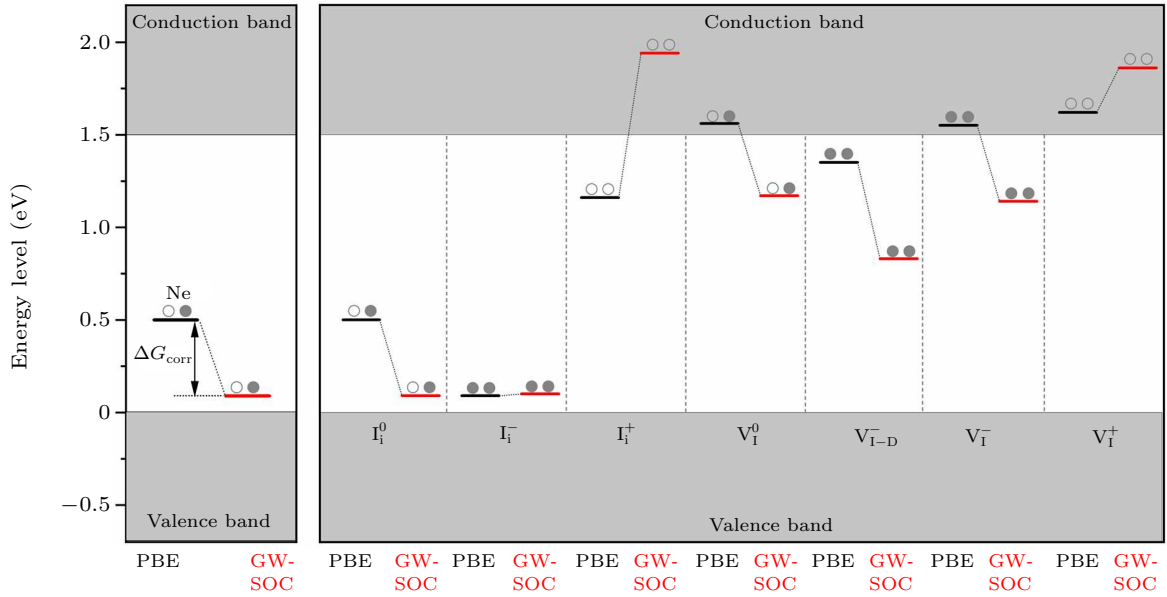 Conduction band
Conduction band
Energy level (eV)
2.0
1.5
1.0
0.5
0
−0.5
Ne
ΔG_corr
I_i^0
I_i^-
I_i^+
V_I^0
V_{I-D}^-
V_I^-
V_I^+
Valence band
Valence band
PBE GW-
SOC
PBE GW- PBE GW- PBE GW- PBE GW- PBE GW- PBE GW- PBE GW-
SOC SOC SOC SOC SOC SOC SOC